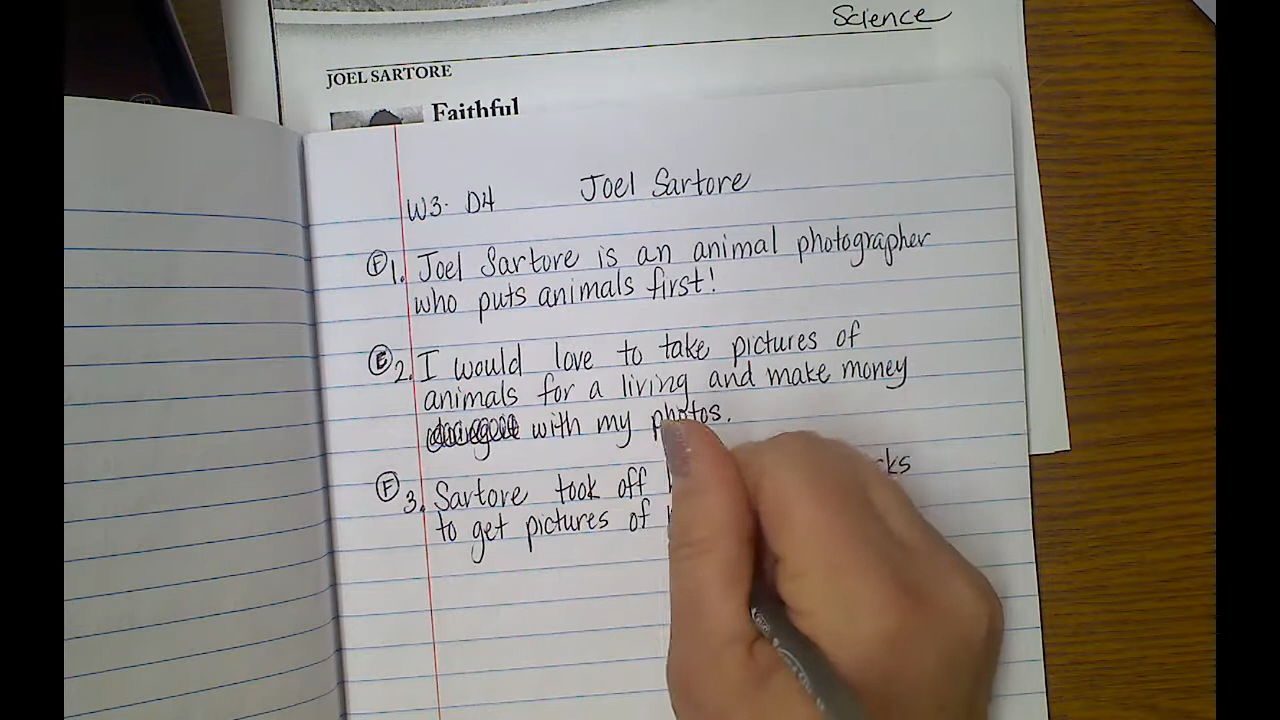 Science
JOEL SARTORE
Faithful
W3. D4 Joel Sartore
F 1. Joel Sartore is an animal photographer
who puts animals first!
E 2. I would love to take pictures of
animals for a living and make money
with my photos.
F 3. Sartore took off
to get pictures of